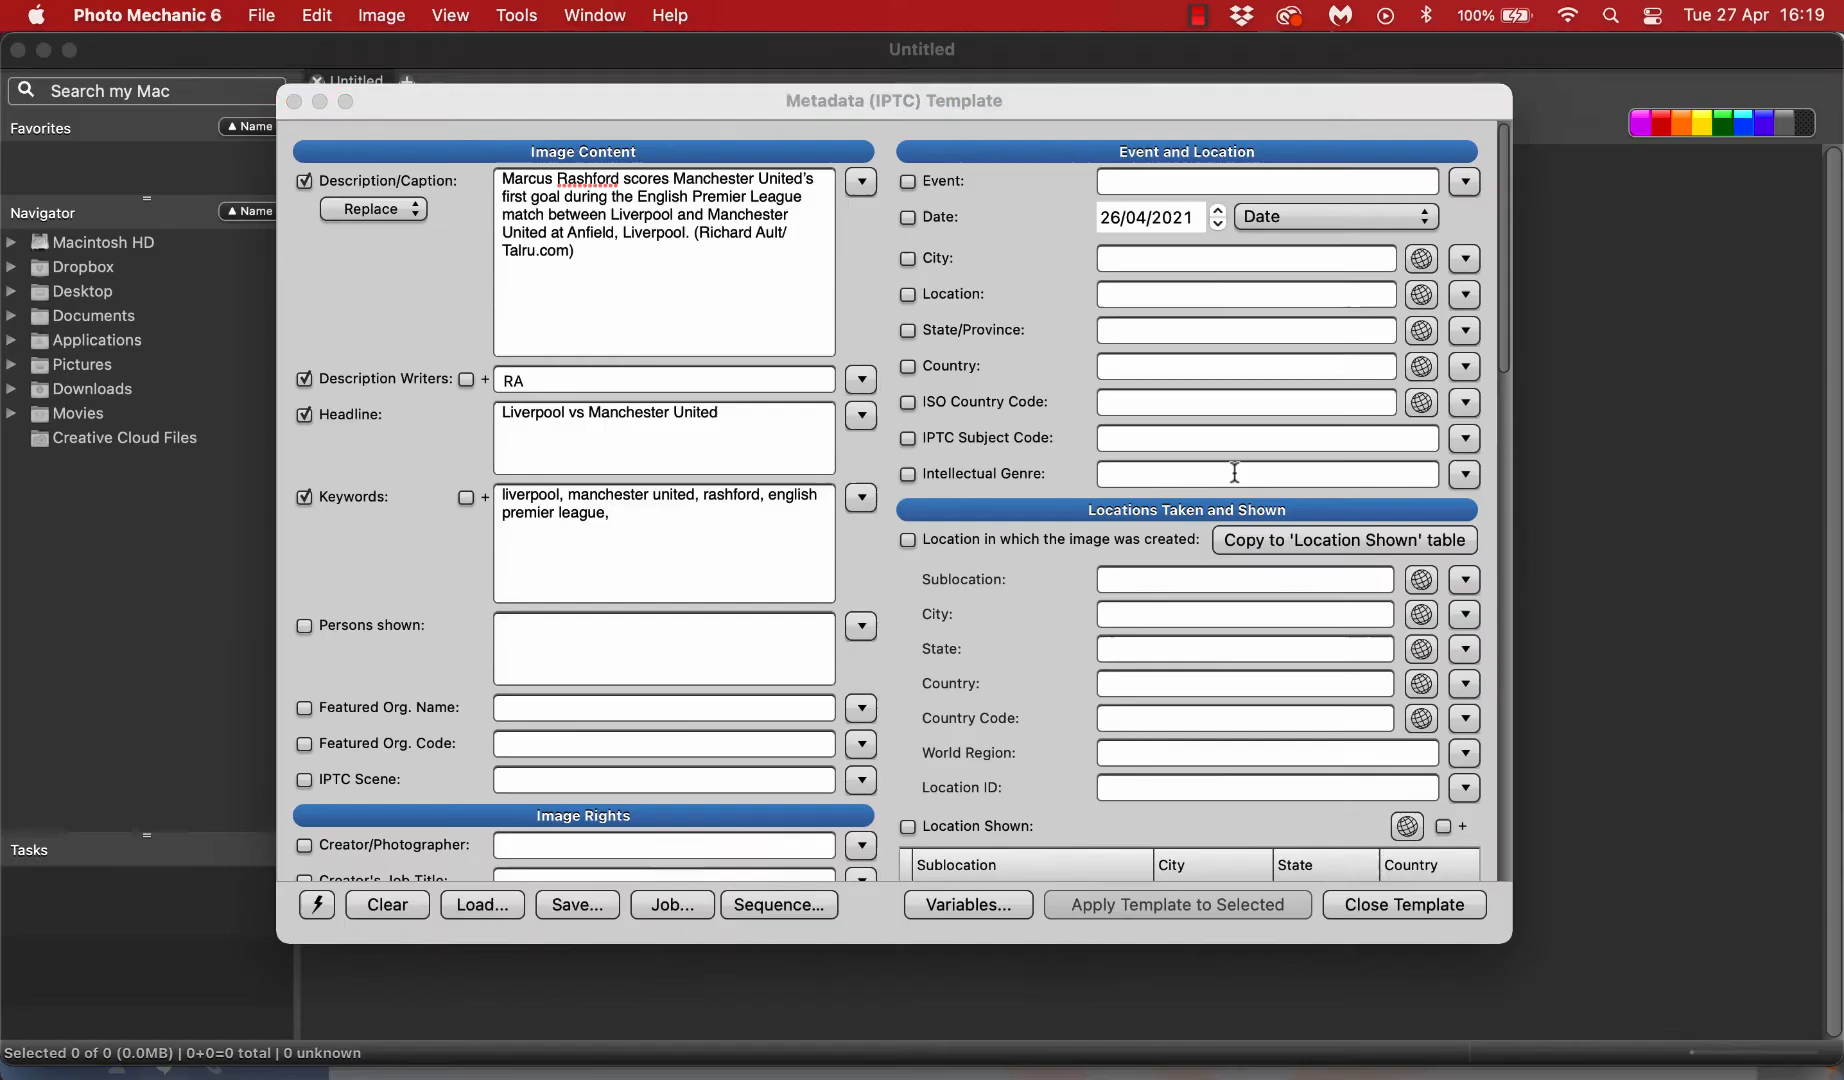 Photo Mechanic 6 File Edit Image View Tools Window Help 100% Tue 27 Apr 16:19
Untitled
Search my Mac
Untitled
Favorites
Name
Navigator
Name
Macintosh HD
Dropbox
Desktop
Documents
Applications
Pictures
Downloads
Movies
Creative Cloud Files
Tasks
Metadata (IPTC) Template
Image Content
Description/Caption:
Replace
Marcus Rashford scores Manchester United's
first goal during the English Premier League
match between Liverpool and Manchester
United at Anfield, Liverpool. (Richard Ault/
Talru.com)
Description Writers: + RA
Headline: Liverpool vs Manchester United
Keywords: + liverpool, manchester united, rashford, english
premier league,
Persons shown:
Featured Org. Name:
Featured Org. Code:
IPTC Scene:
Image Rights
Creator/Photographer:
Creator's Job Title:
Event and Location
Event:
Date: 26/04/2021 Date
City:
Location:
State/Province:
Country:
ISO Country Code:
IPTC Subject Code:
Intellectual Genre:
Locations Taken and Shown
Location in which the image was created: Copy to 'Location Shown' table
Sublocation:
City:
State:
Country:
Country Code:
World Region:
Location ID:
Location Shown: +
Sublocation City State Country
Clear Load... Save... Job... Sequence... Variables... Apply Template to Selected Close Template
Selected 0 of 0 (0.0MB) | 0+0=0 total | 0 unknown